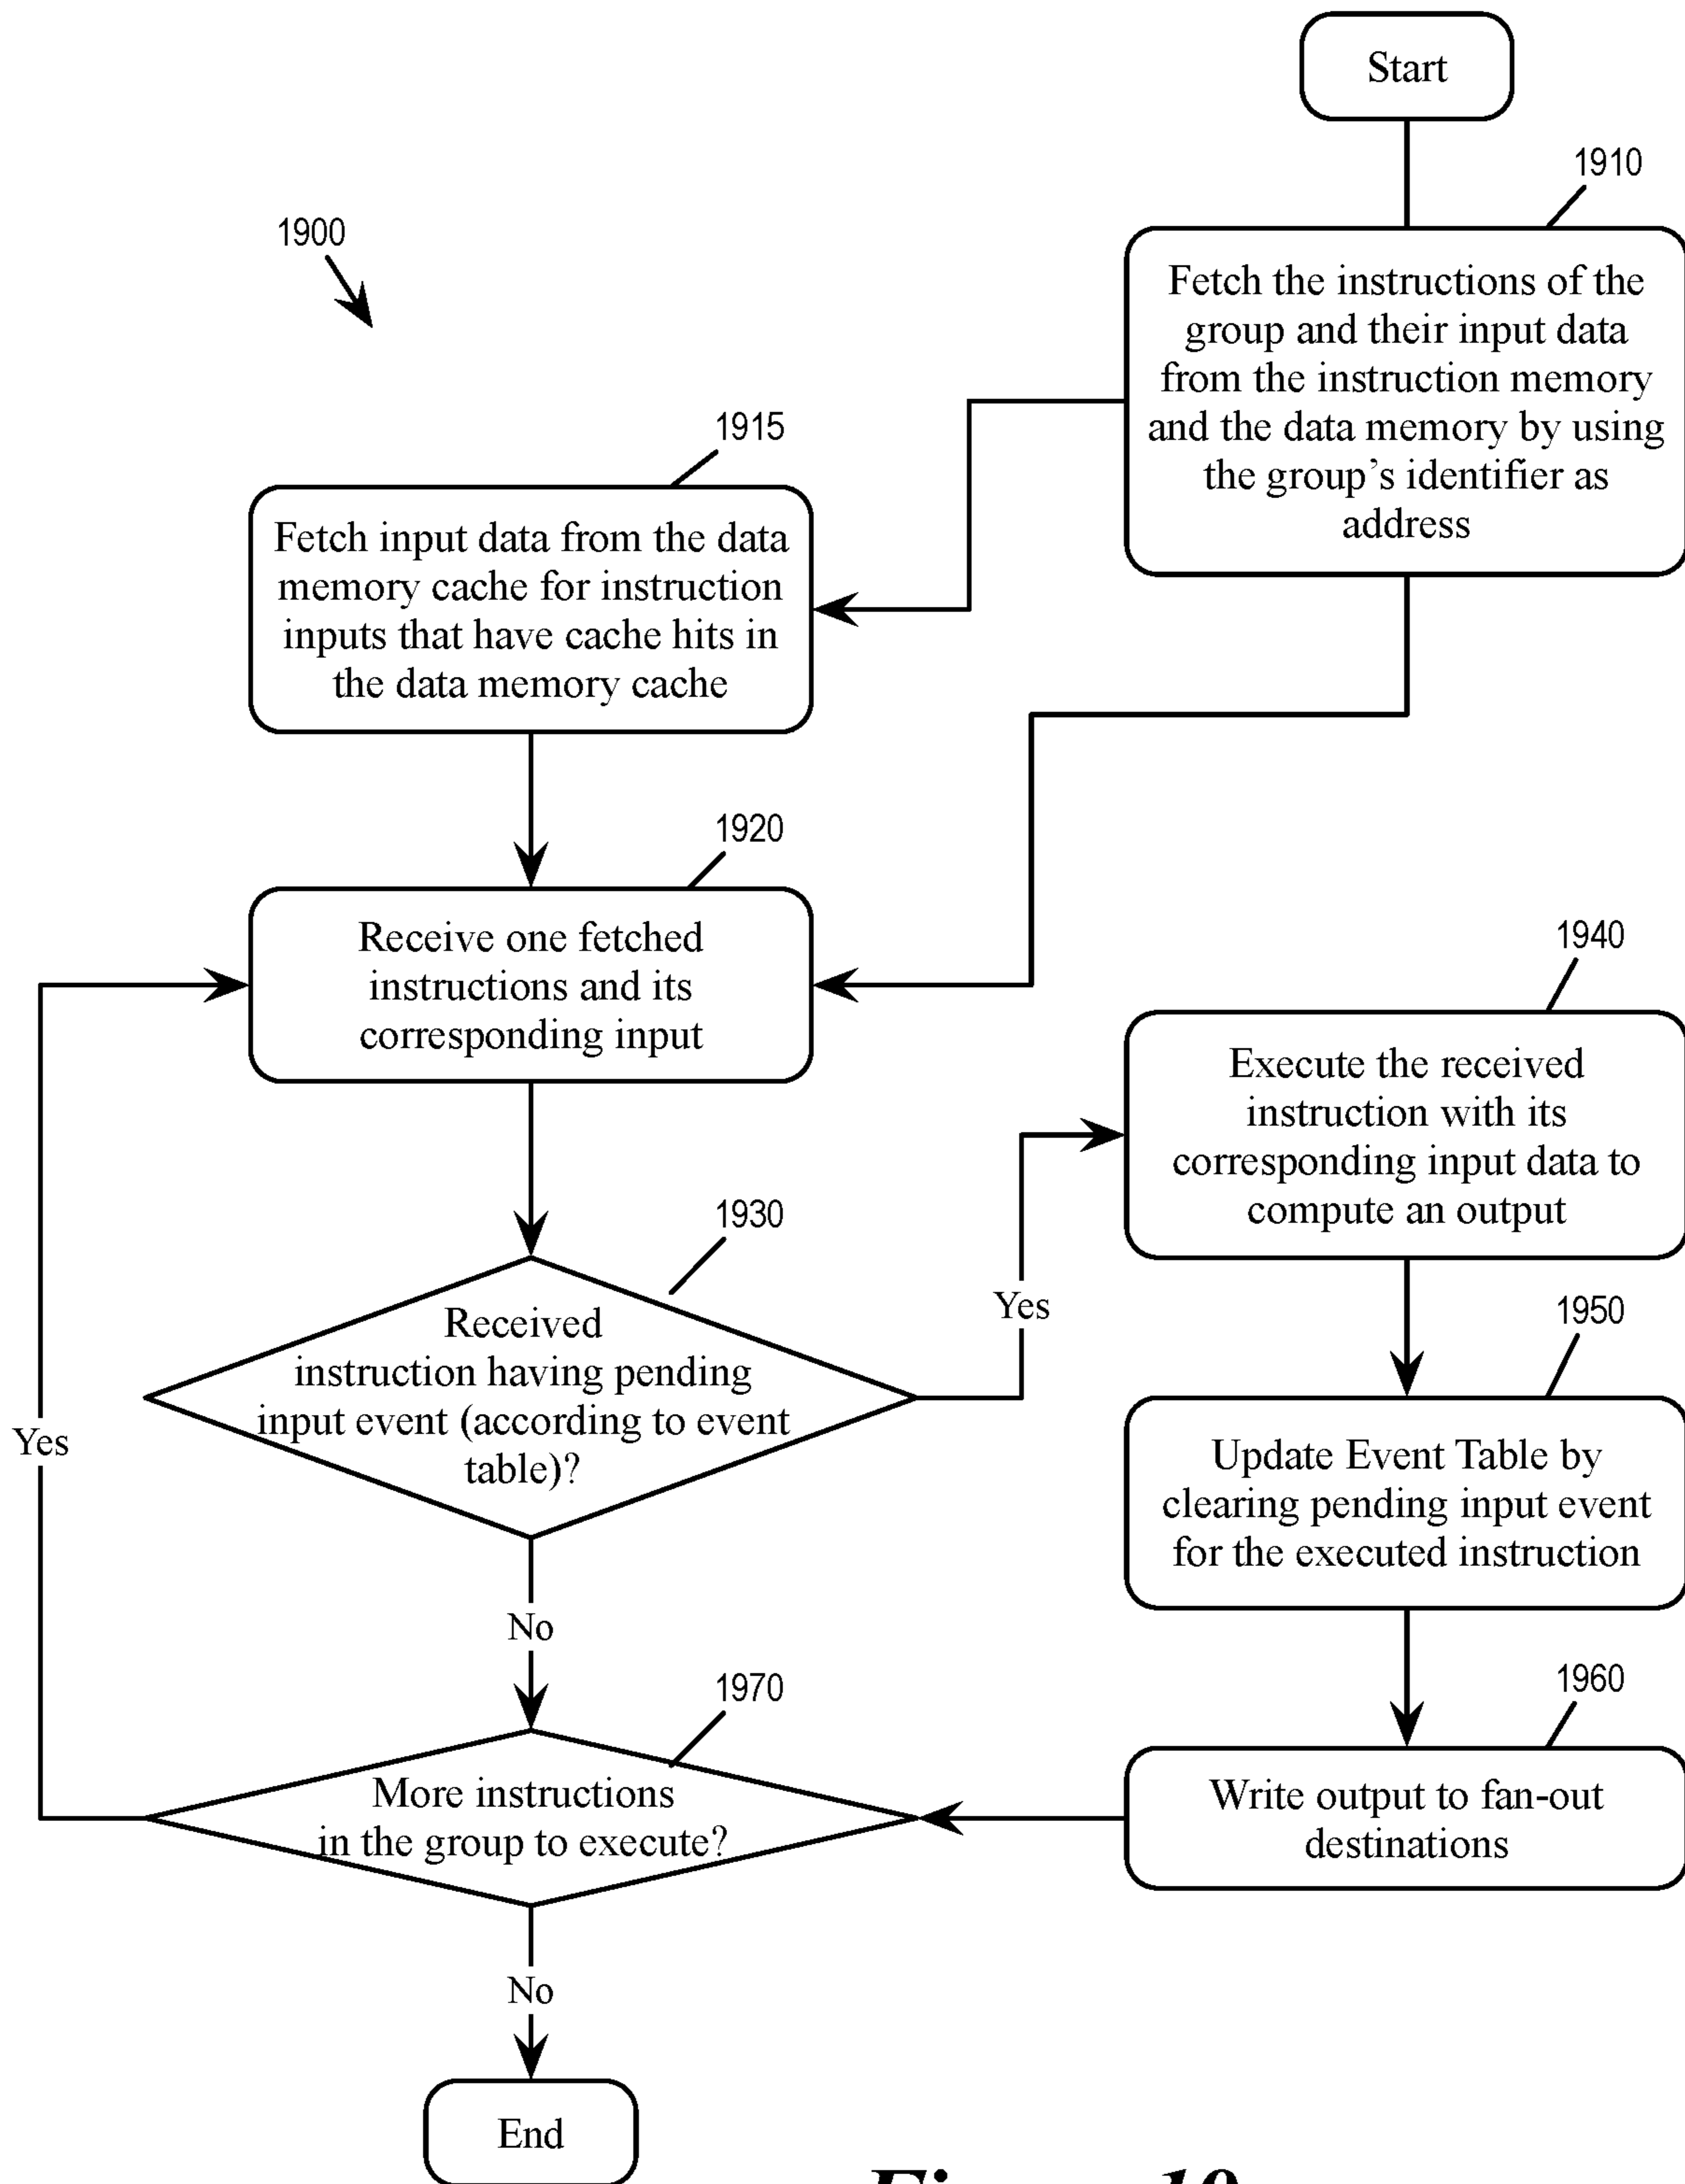 Start
1910
Fetch the instructions of the
group and their input data
from the instruction memory
and the data memory by using
the group's identifier as
address
1900
1915
Fetch input data from the data
memory cache for instruction
inputs that have cache hits in
the data memory cache
1920
Receive one fetched
instructions and its
corresponding input
1930
Received
instruction having pending
input event (according to event
table)?
Yes
1940
Execute the received
instruction with its
corresponding input data to
compute an output
1950
Update Event Table by
clearing pending input event
for the executed instruction
1960
Write output to fan-out
destinations
No
1970
More instructions
in the group to execute?
Yes
No
End
Figure 19